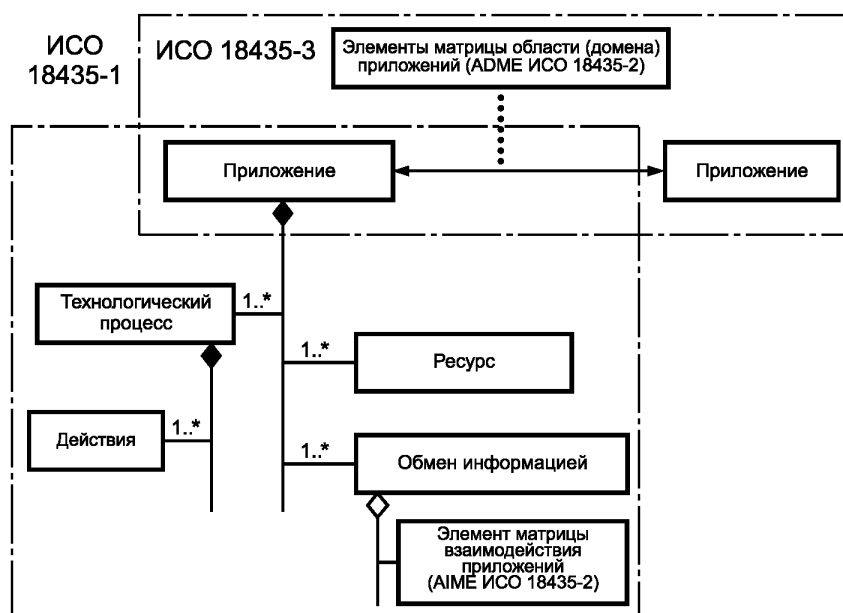 ИСО
18435-1
ИСО 18435-3
Элементы матрицы области (домена)
приложений (ADME ИСО 18435-2)
Приложение
Приложение
Технологический
процесс
1..*
1..*
Ресурс
Действия
1..*
1..*
Обмен информацией
Элемент матрицы
взаимодействия
приложений
(AIME ИСО 18435-2)